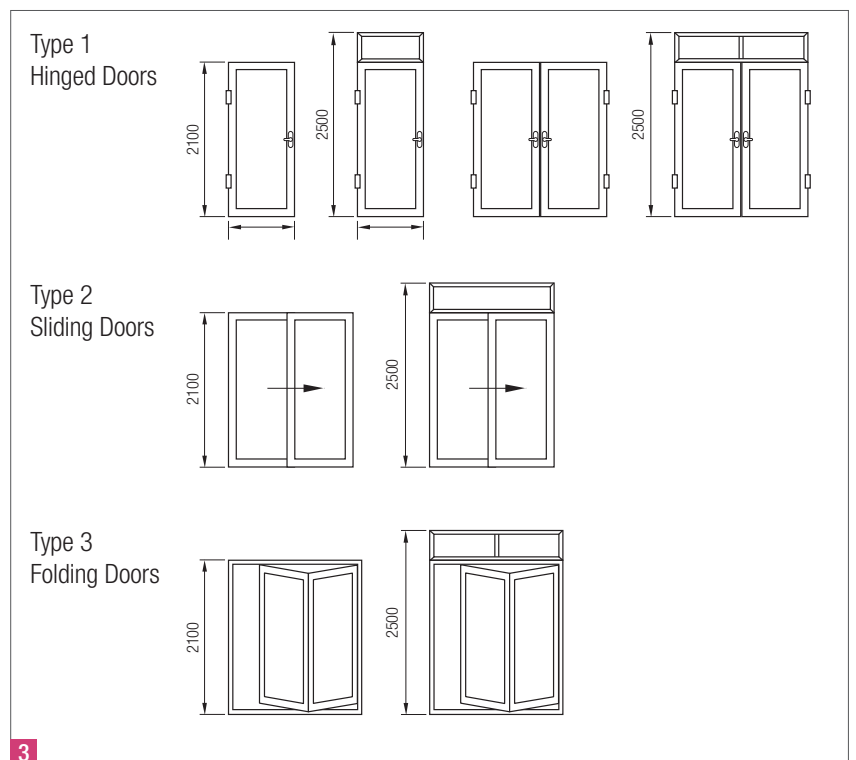 Type 1
Hinged Doors
2100
2500
2500
Type 2
Sliding Doors
2100
2500
Type 3
Folding Doors
2100
2500
3